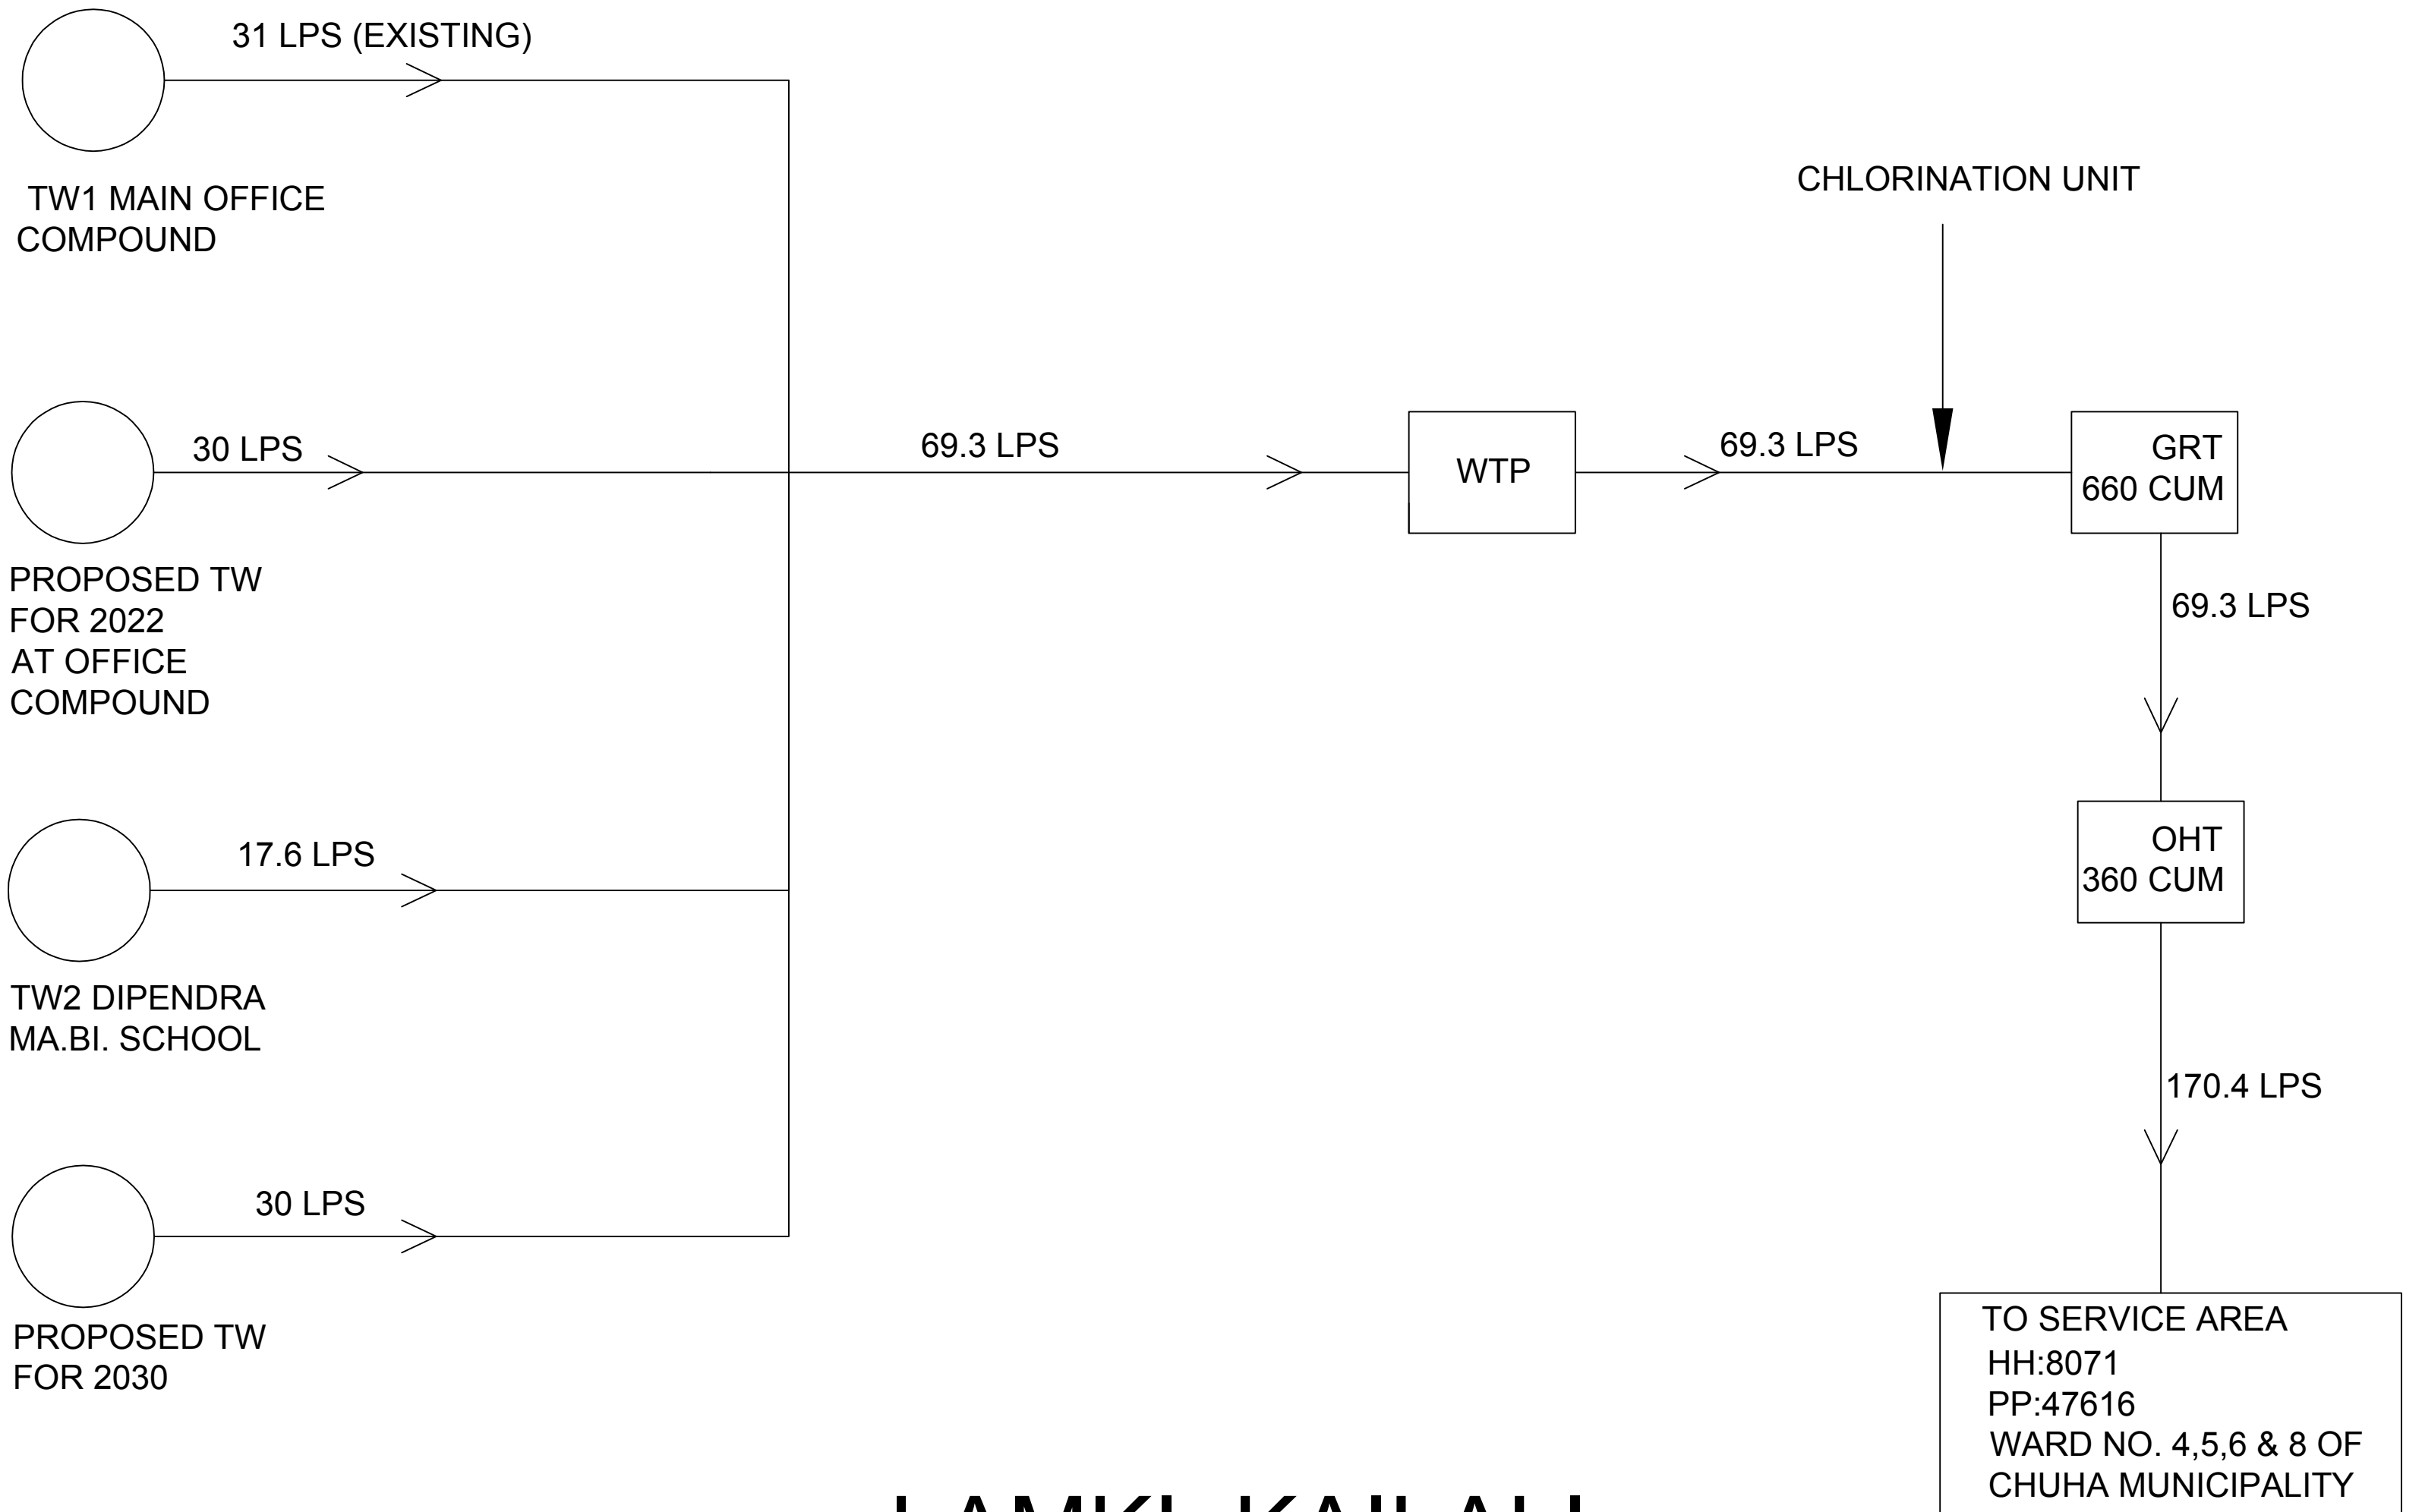 31 LPS (EXISTING)
TW1 MAIN OFFICE
COMPOUND
CHLORINATION UNIT
30 LPS
69.3 LPS
WTP
69.3 LPS
GRT
660 CUM
PROPOSED TW
FOR 2022
AT OFFICE
COMPOUND
69.3 LPS
17.6 LPS
OHT
360 CUM
TW2 DIPENDRA
MA.BI. SCHOOL
170.4 LPS
30 LPS
PROPOSED TW
FOR 2030
TO SERVICE AREA
HH:8071
PP:47616
WARD NO. 4,5,6 & 8 OF
CHUHA MUNICIPALITY